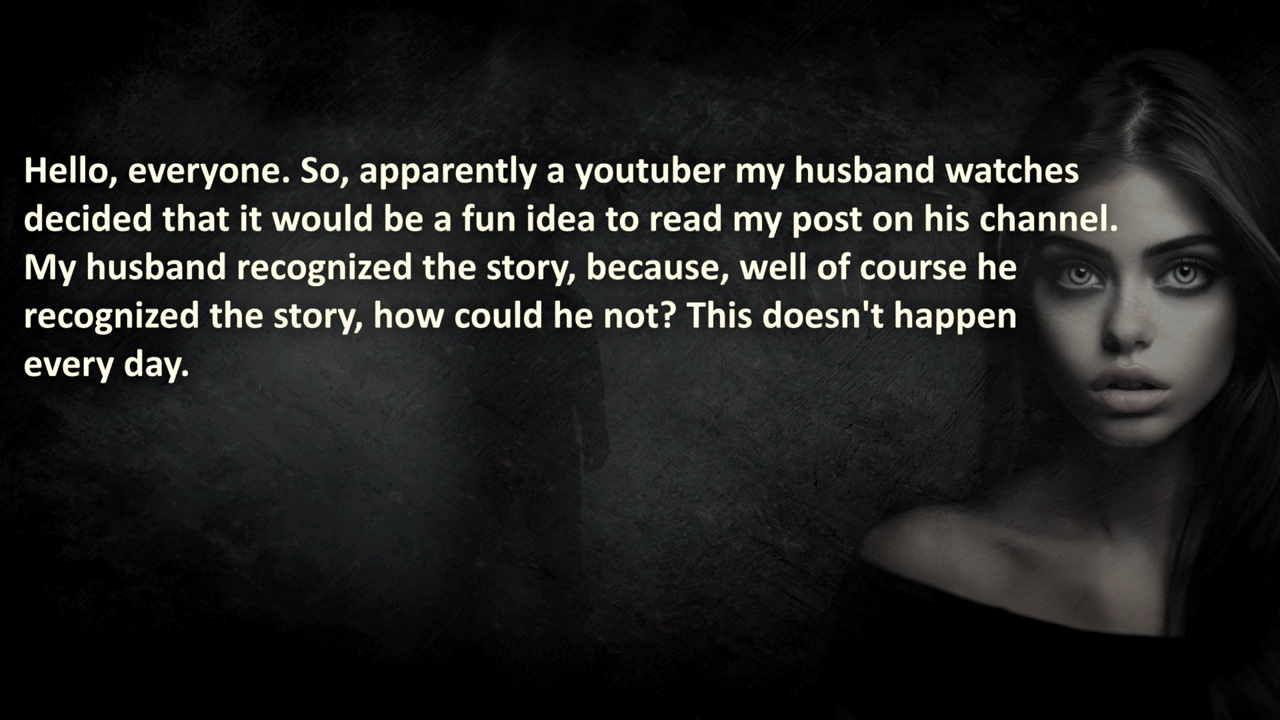 Hello, everyone. So, apparently a youtuber my husband watches
decided that it would be a fun idea to read my post on his channel.
My husband recognized the story, because, well of course he
recognized the story, how could he not? This doesn't happen
every day.